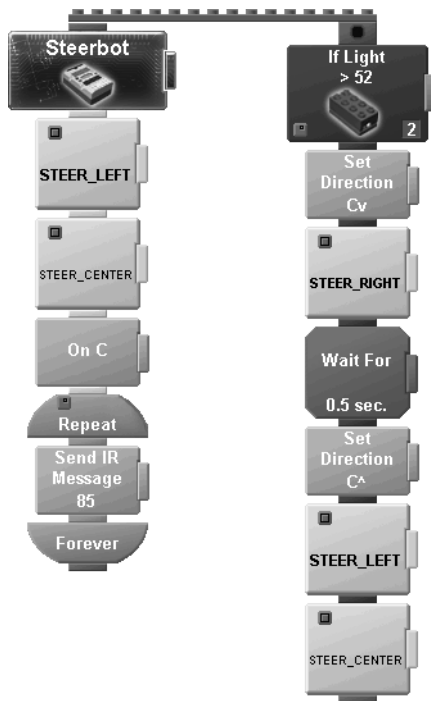 Steerbot
STEER_LEFT
STEER_CENTER
On C
Repeat
Send IR
Message
85
Forever
If Light
> 52
2
Set
Direction
Cv
STEER_RIGHT
Wait For
0.5 sec.
Set
Direction
C^
STEER_LEFT
STEER_CENTER